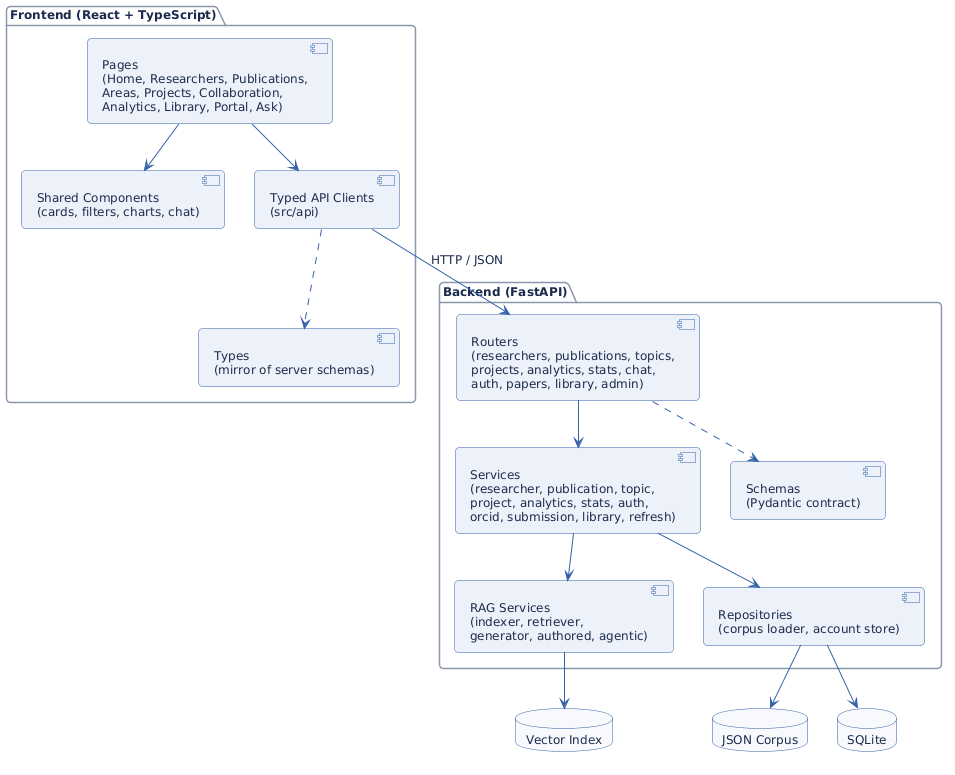 Frontend (React + TypeScript)
Pages
(Home, Researchers, Publications,
Areas, Projects, Collaboration,
Analytics, Library, Portal, Ask)
Shared Components
(cards, filters, charts, chat)
Typed API Clients
(src/api)
HTTP / JSON
Types
(mirror of server schemas)
Backend (FastAPI)
Routers
(researchers, publications, topics,
projects, analytics, stats, chat,
auth, papers, library, admin)
Services
(researcher, publication, topic,
project, analytics, stats, auth,
orcid, submission, library, refresh)
Schemas
(Pydantic contract)
RAG Services
(indexer, retriever,
generator, authored, agentic)
Repositories
(corpus loader, account store)
Vector Index
JSON Corpus
SQLite